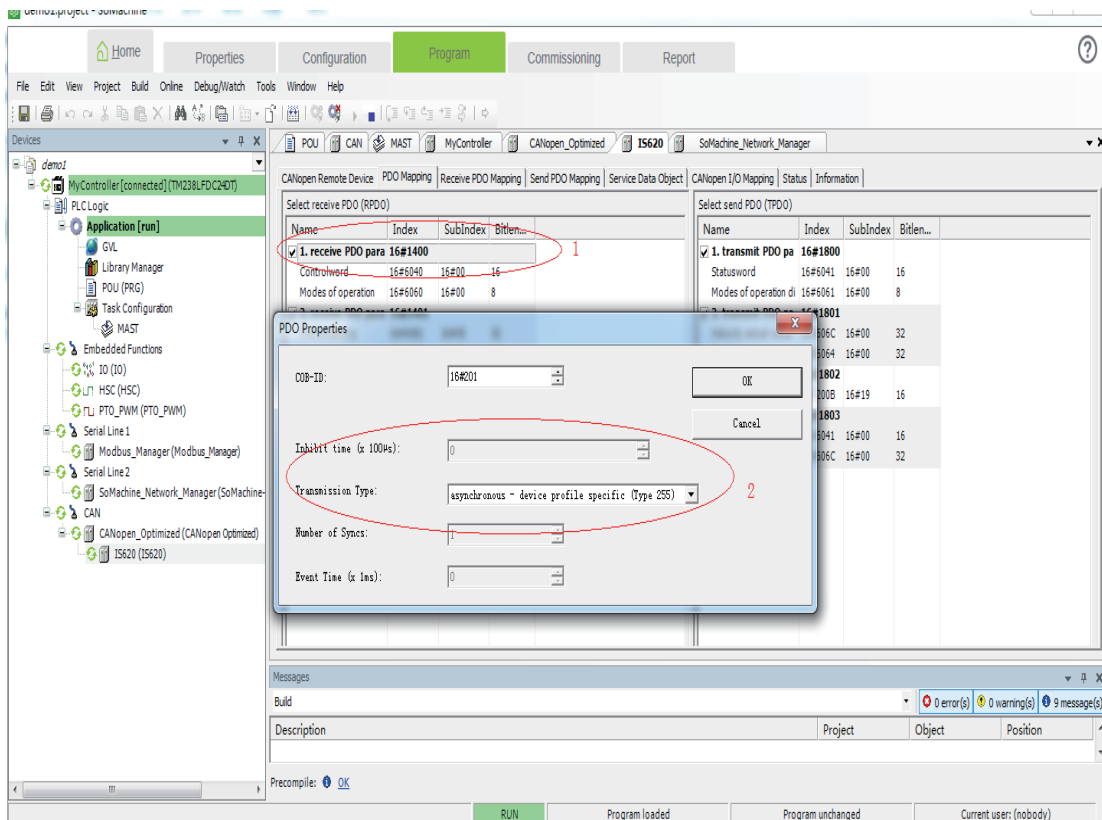 demo1.project - SoMachine
Home Properties Configuration Program Commissioning Report
File Edit View Project Build Online Debug/Watch Tools Window Help
Devices
POU CAN MAST MyController CANopen_Optimized IS620 SoMachine_Network_Manager
demo1
MyController [connected] (TM238LFDC24DT)
PLC Logic
Application [run]
GVL
Library Manager
POU (PRG)
Task Configuration
MAST
Embedded Functions
IO (IO)
HSC (HSC)
PTO_PWM (PTO_PWM)
Serial Line 1
Modbus_Manager (Modbus_Manager)
Serial Line 2
SoMachine_Network_Manager (SoMachine-
CAN
CANopen_Optimized (CANopen Optimized)
IS620 (IS620)
CANopen Remote Device PDO Mapping Receive PDO Mapping Send PDO Mapping Service Data Object CANopen I/O Mapping Status Information
Select receive PDO (RPDO)
Name Index SubIndex Bitlen...
1. receive PDO para 16#1400
1
Controlword 16#6040 16#00 16
Modes of operation 16#6060 16#00 8
Select send PDO (TPDO)
Name Index SubIndex Bitlen...
1. transmit PDO pa 16#1800
Statusword 16#6041 16#00 16
Modes of operation di 16#6061 16#00 8
16#1801
606C 16#00 32
6064 16#00 32
1802
200B 16#19 16
1803
6041 16#00 16
606C 16#00 32
PDO Properties
X
COB-ID: 16#201
OK
Cancel
Inhibit time (x 100µs): 0
Transmission Type: asynchronous - device profile specific (Type 255)
2
Number of Syncs: 1
Event Time (x 1ms): 0
Messages
Build
0 error(s) 0 warning(s) 9 message(s)
Description Project Object Position
Precompile: OK
RUN Program loaded Program unchanged Current user: (nobody)